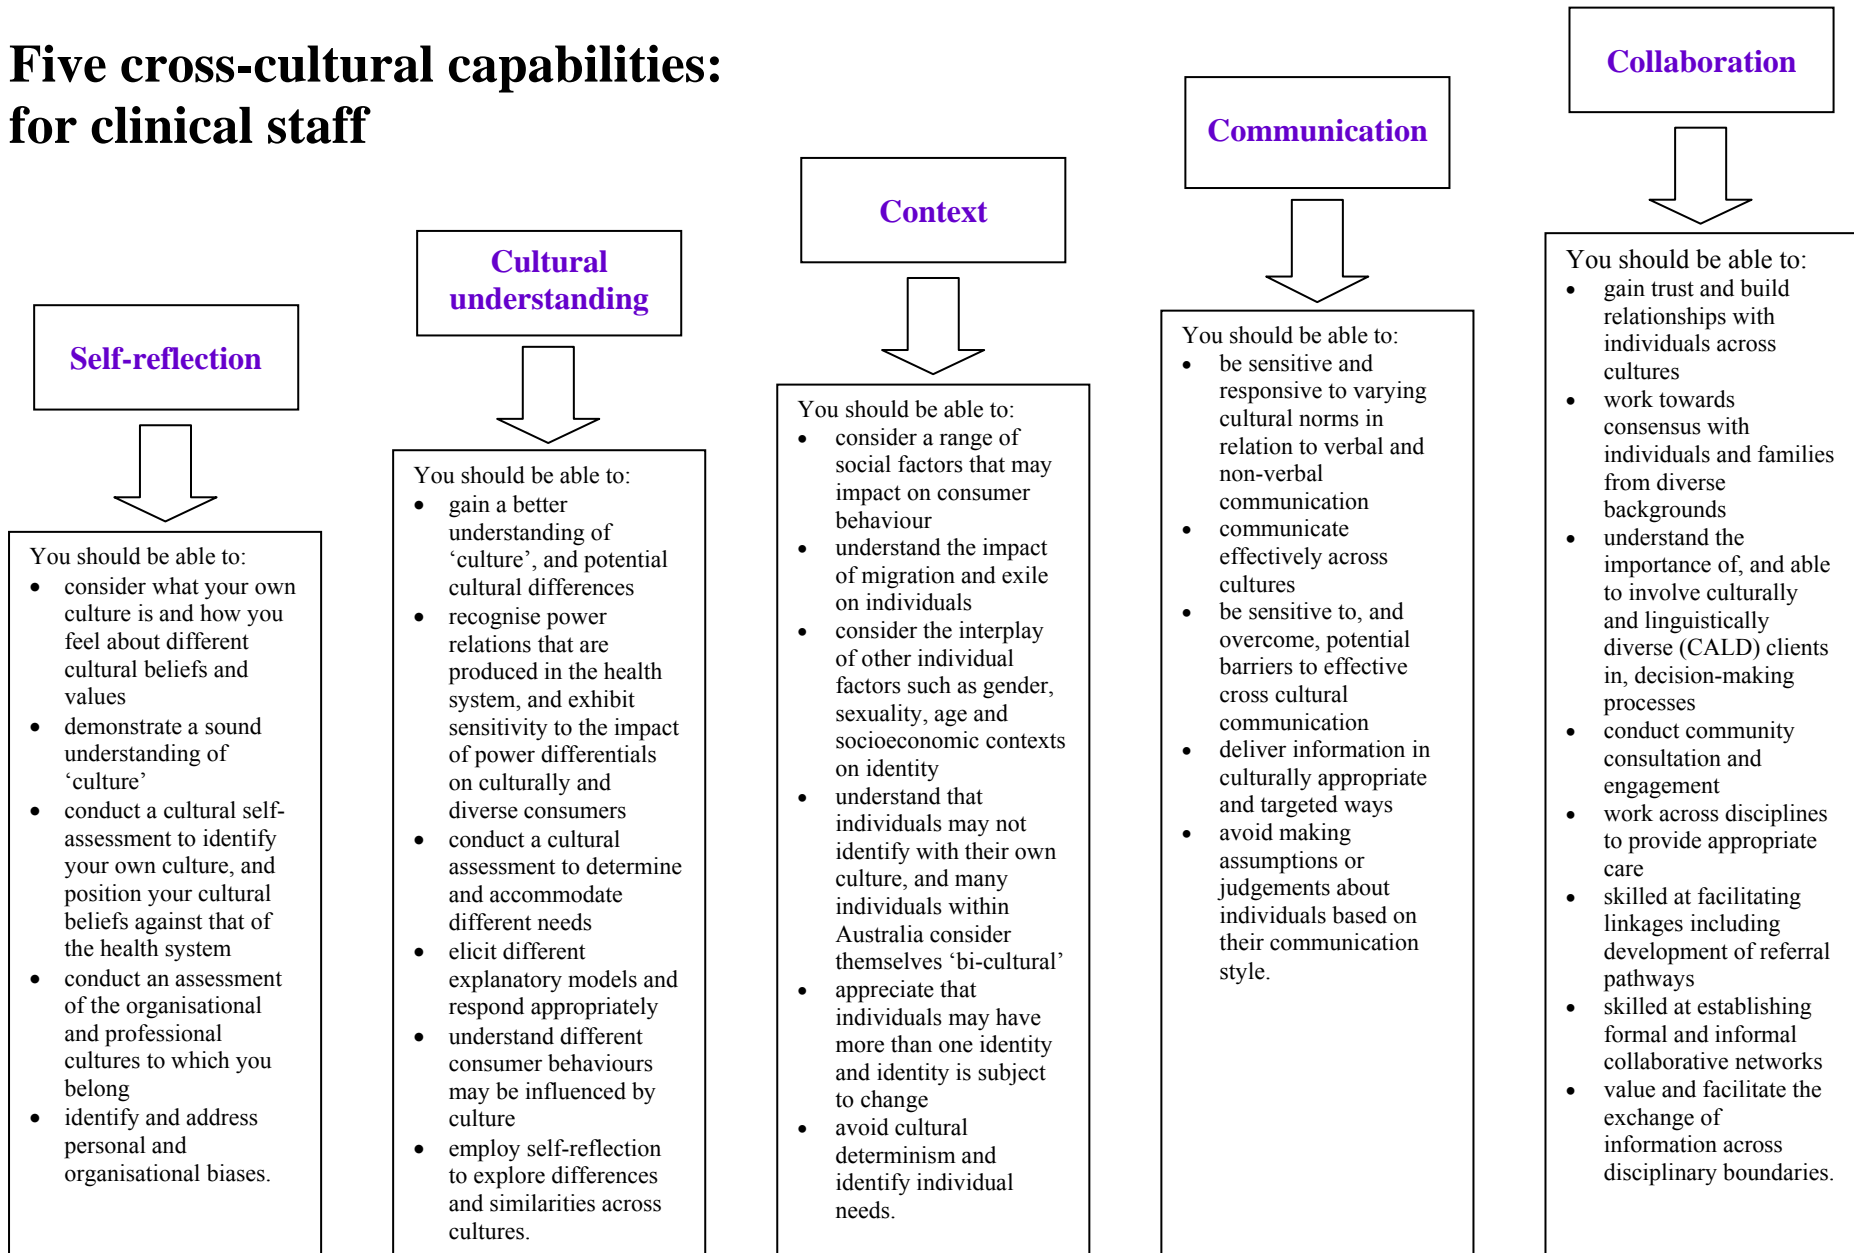 Five cross-cultural capabilities:
for clinical staff
Self-reflection
You should be able to:
• consider what your own
culture is and how you
feel about different
cultural beliefs and
values
• demonstrate a sound
understanding of
‘culture’
• conduct a cultural self-
assessment to identify
your own culture, and
position your cultural
beliefs against that of
the health system
• conduct an assessment
of the organisational
and professional
cultures to which you
belong
• identify and address
personal and
organisational biases.
Cultural
understanding
You should be able to:
• gain a better
understanding of
‘culture’, and potential
cultural differences
• recognise power
relations that are
produced in the health
system, and exhibit
sensitivity to the impact
of power differentials
on culturally and
diverse consumers
• conduct a cultural
assessment to determine
and accommodate
different needs
• elicit different
explanatory models and
respond appropriately
• understand different
consumer behaviours
may be influenced by
culture
• employ self-reflection
to explore differences
and similarities across
cultures.
Context
You should be able to:
• consider a range of
social factors that may
impact on consumer
behaviour
• understand the impact
of migration and exile
on individuals
• consider the interplay
of other individual
factors such as gender,
sexuality, age and
socioeconomic contexts
on identity
• understand that
individuals may not
identify with their own
culture, and many
individuals within
Australia consider
themselves ‘bi-cultural’
• appreciate that
individuals may have
more than one identity
and identity is subject
to change
• avoid cultural
determinism and
identify individual
needs.
Communication
You should be able to:
• be sensitive and
responsive to varying
cultural norms in
relation to verbal and
non-verbal
communication
• communicate
effectively across
cultures
• be sensitive to, and
overcome, potential
barriers to effective
cross cultural
communication
• deliver information in
culturally appropriate
and targeted ways
• avoid making
assumptions or
judgements about
individuals based on
their communication
style.
Collaboration
You should be able to:
• gain trust and build
relationships with
individuals across
cultures
• work towards
consensus with
individuals and families
from diverse
backgrounds
• understand the
importance of, and able
to involve culturally
and linguistically
diverse (CALD) clients
in, decision-making
processes
• conduct community
consultation and
engagement
• work across disciplines
to provide appropriate
care
• skilled at facilitating
linkages including
development of referral
pathways
• skilled at establishing
formal and informal
collaborative networks
• value and facilitate the
exchange of
information across
disciplinary boundaries.